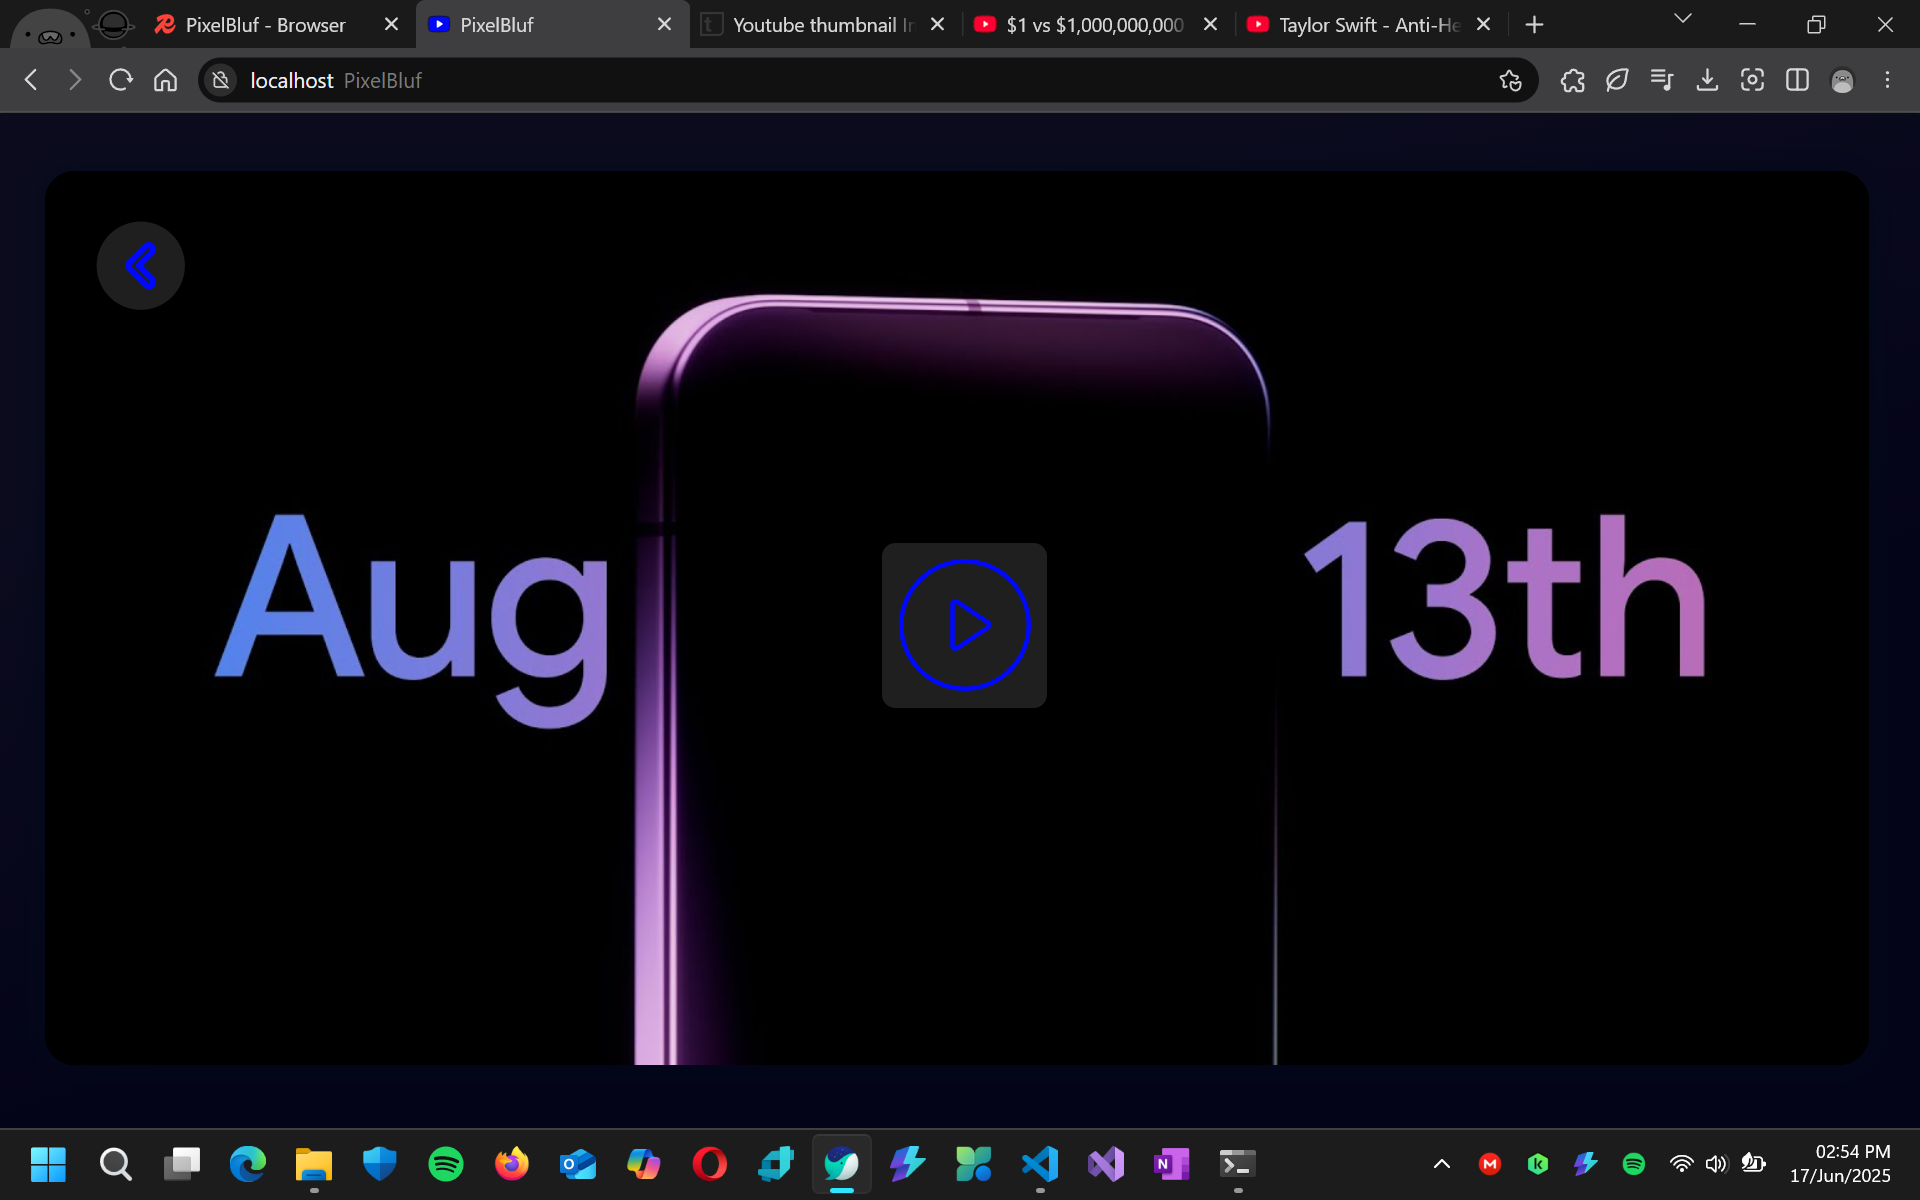 PixelBluf - Browser
PixelBluf
Youtube thumbnail
$1 vs $1,000,000,000
Taylor Swift - Anti-He
localhost PixelBluf
Aug
13th
02:54 PM
17/Jun/2025